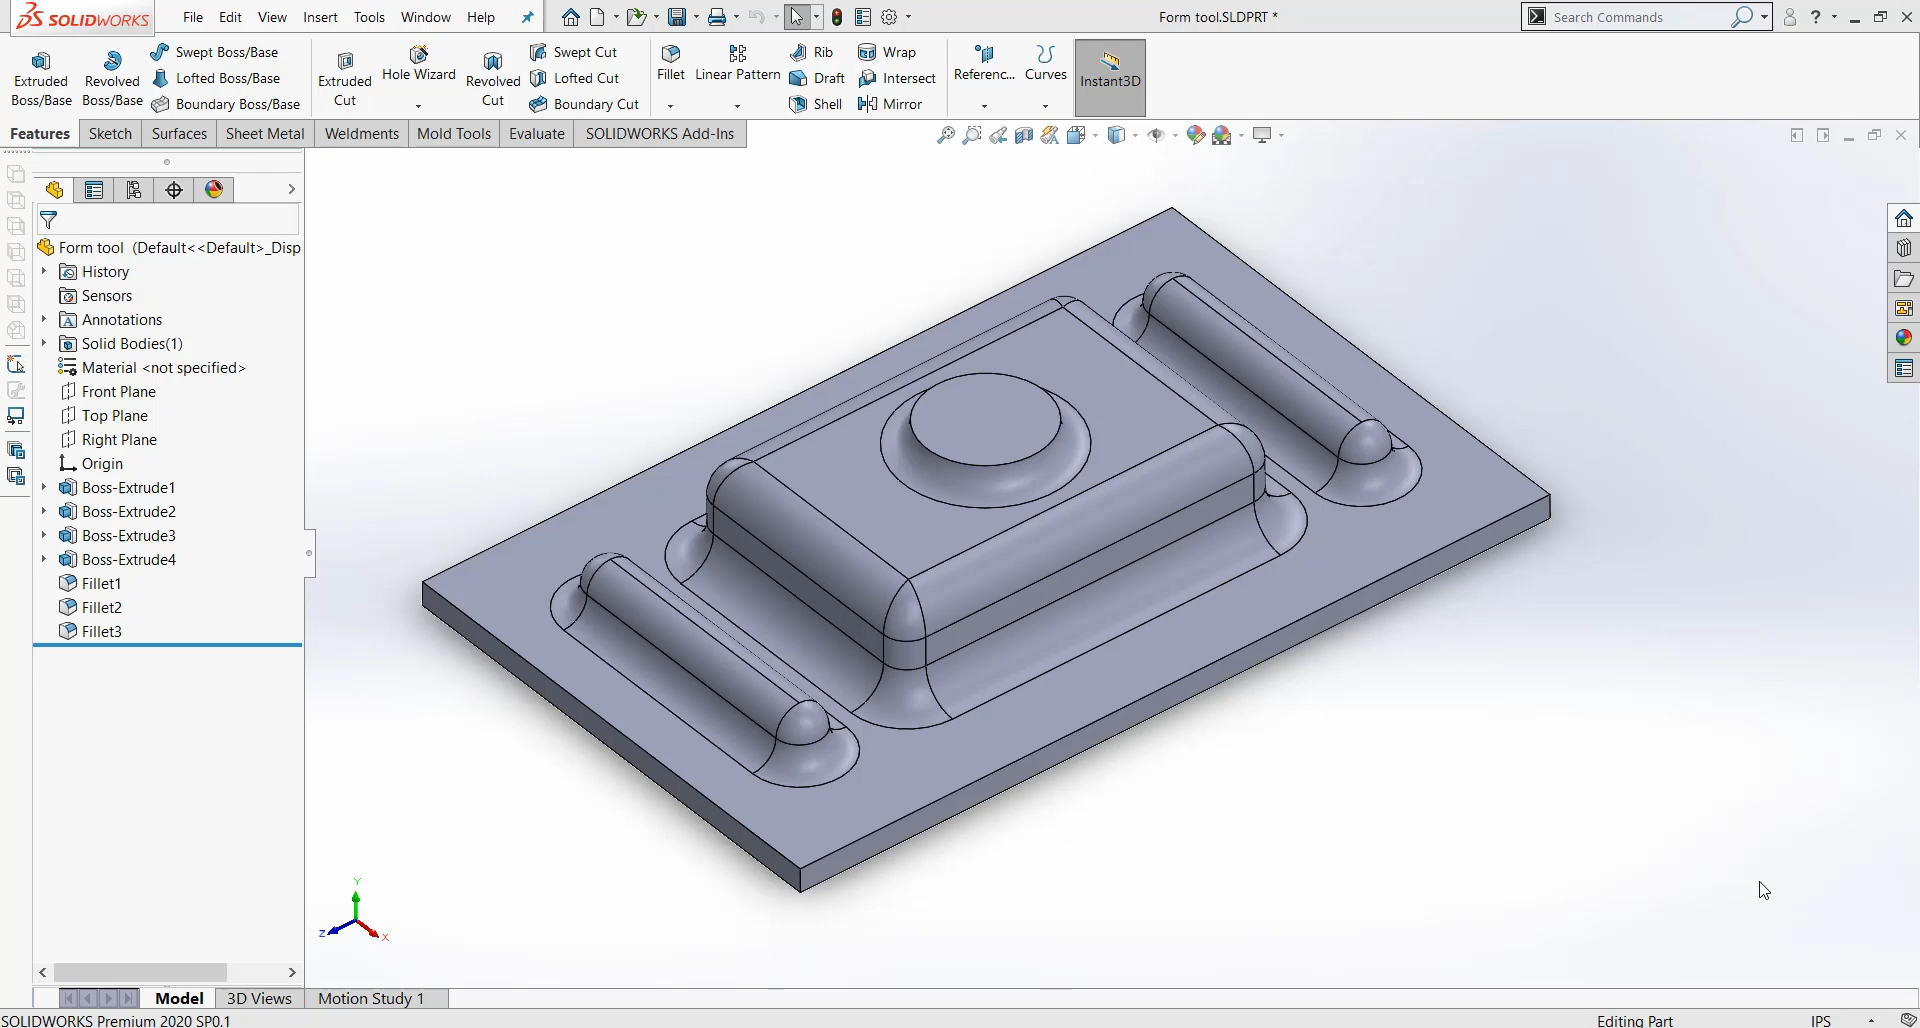 SOLIDWORKS File Edit View Insert Tools Window Help Form tool.SLDPRT * Search Commands
Extruded Boss/Base
Revolved Boss/Base
Swept Boss/Base
Lofted Boss/Base
Boundary Boss/Base
Extruded Cut
Hole Wizard
Revolved Cut
Swept Cut
Lofted Cut
Boundary Cut
Fillet
Linear Pattern
Rib
Draft
Shell
Wrap
Intersect
Mirror
Referenc...
Curves
Instant3D
Features Sketch Surfaces Sheet Metal Weldments Mold Tools Evaluate SOLIDWORKS Add-Ins
Form tool (Default<<Default>_Disp
History
Sensors
Annotations
Solid Bodies(1)
Material <not specified>
Front Plane
Top Plane
Right Plane
Origin
Boss-Extrude1
Boss-Extrude2
Boss-Extrude3
Boss-Extrude4
Fillet1
Fillet2
Fillet3
Y
Z X
Model 3D Views Motion Study 1
SOLIDWORKS Premium 2020 SP0.1 Editing Part IPS